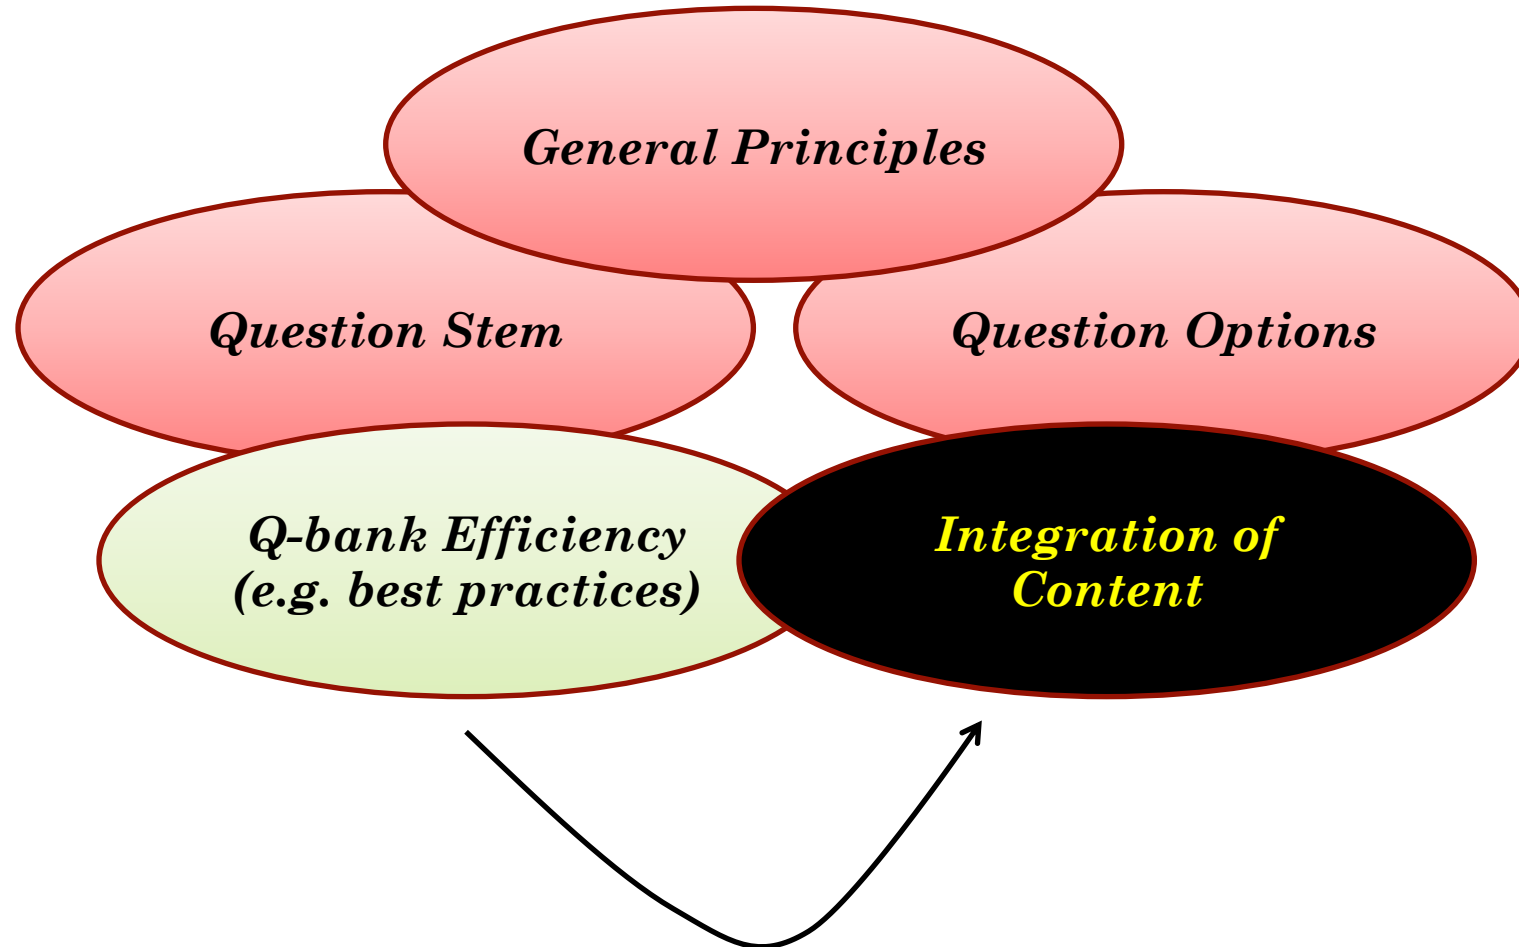 General Principles
Question Stem
Question Options
Q-bank Efficiency
(e.g. best practices)
Integration of
Content